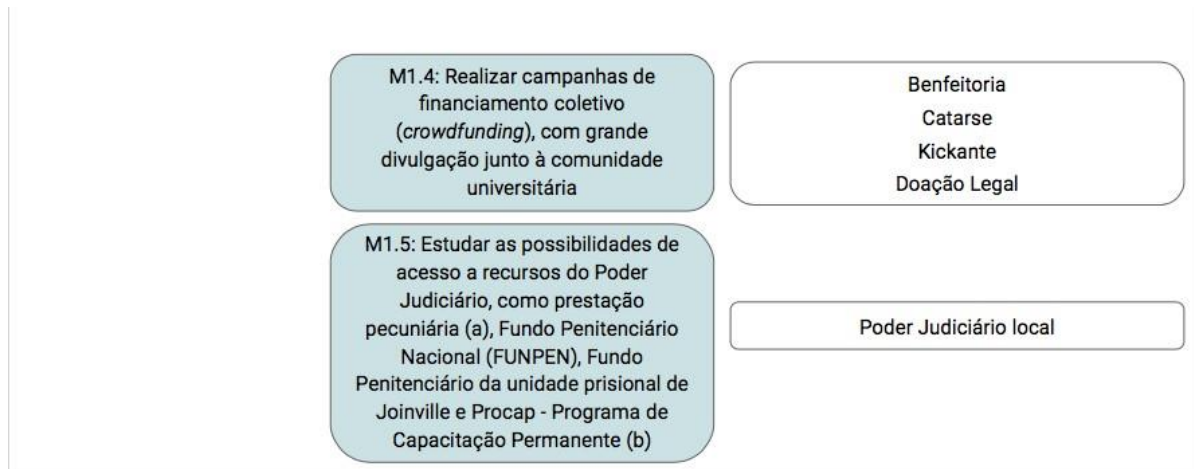 M1.4: Realizar campanhas de
financiamento coletivo
(crowdfunding), com grande
divulgação junto à comunidade
universitária
Benfeitoria
Catarse
Kickante
Doação Legal
M1.5: Estudar as possibilidades de
acesso a recursos do Poder
Judiciário, como prestação
pecuniária (a), Fundo Penitenciário
Nacional (FUNPEN), Fundo
Penitenciário da unidade prisional de
Joinville e Procap - Programa de
Capacitação Permanente (b)
Poder Judiciário local